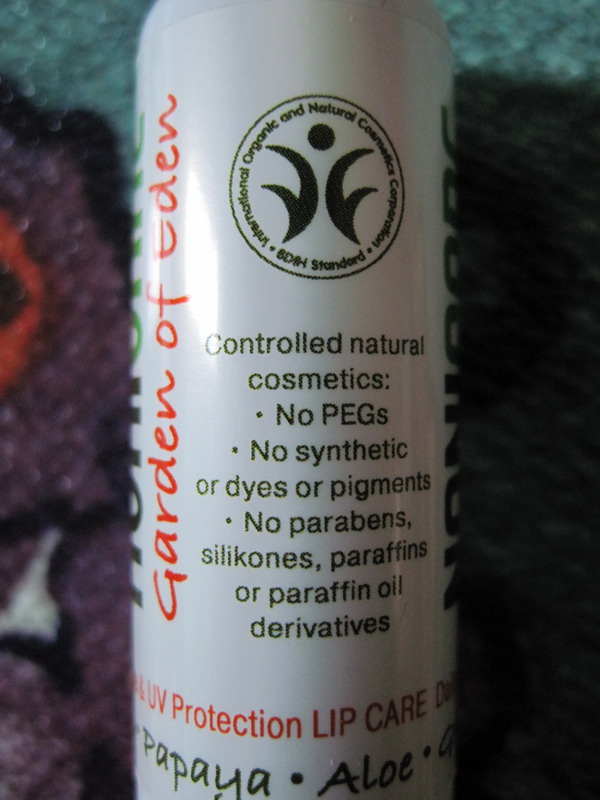 International Organic and Natural Cosmetics Corporation
• BDIH Standard •
Garden of Eden
Controlled natural
cosmetics:
· No PEGs
· No synthetic
or dyes or pigments
· No parabens,
silikones, paraffins
or paraffin oil
derivatives
& UV Protection LIP CARE
Papaya • Aloe •